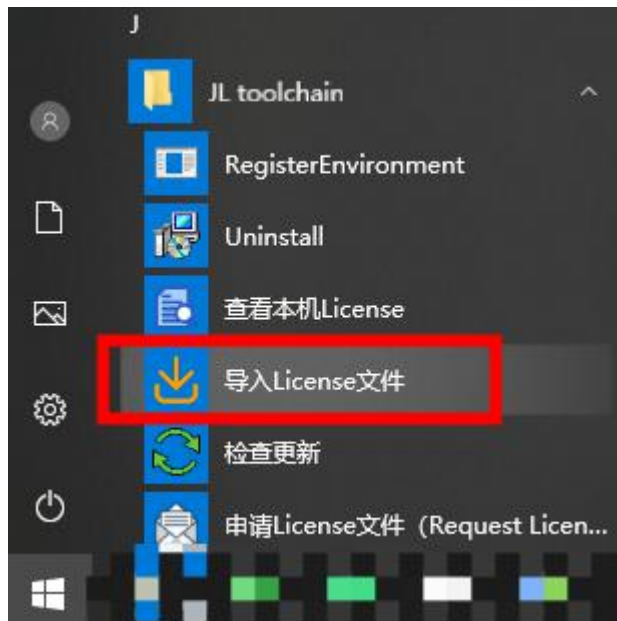 J
JL toolchain
RegisterEnvironment
Uninstall
查看本机License
导入License文件
检查更新
申请License文件 (Request Licen...